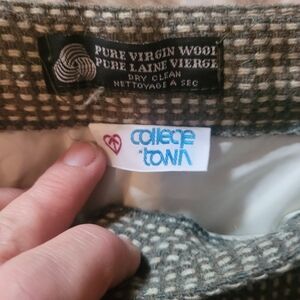 PURE VIRGIN WOOL
PURE LAINE VIERGE
DRY CLEAN
NETTOYAGE A SEC
college
town